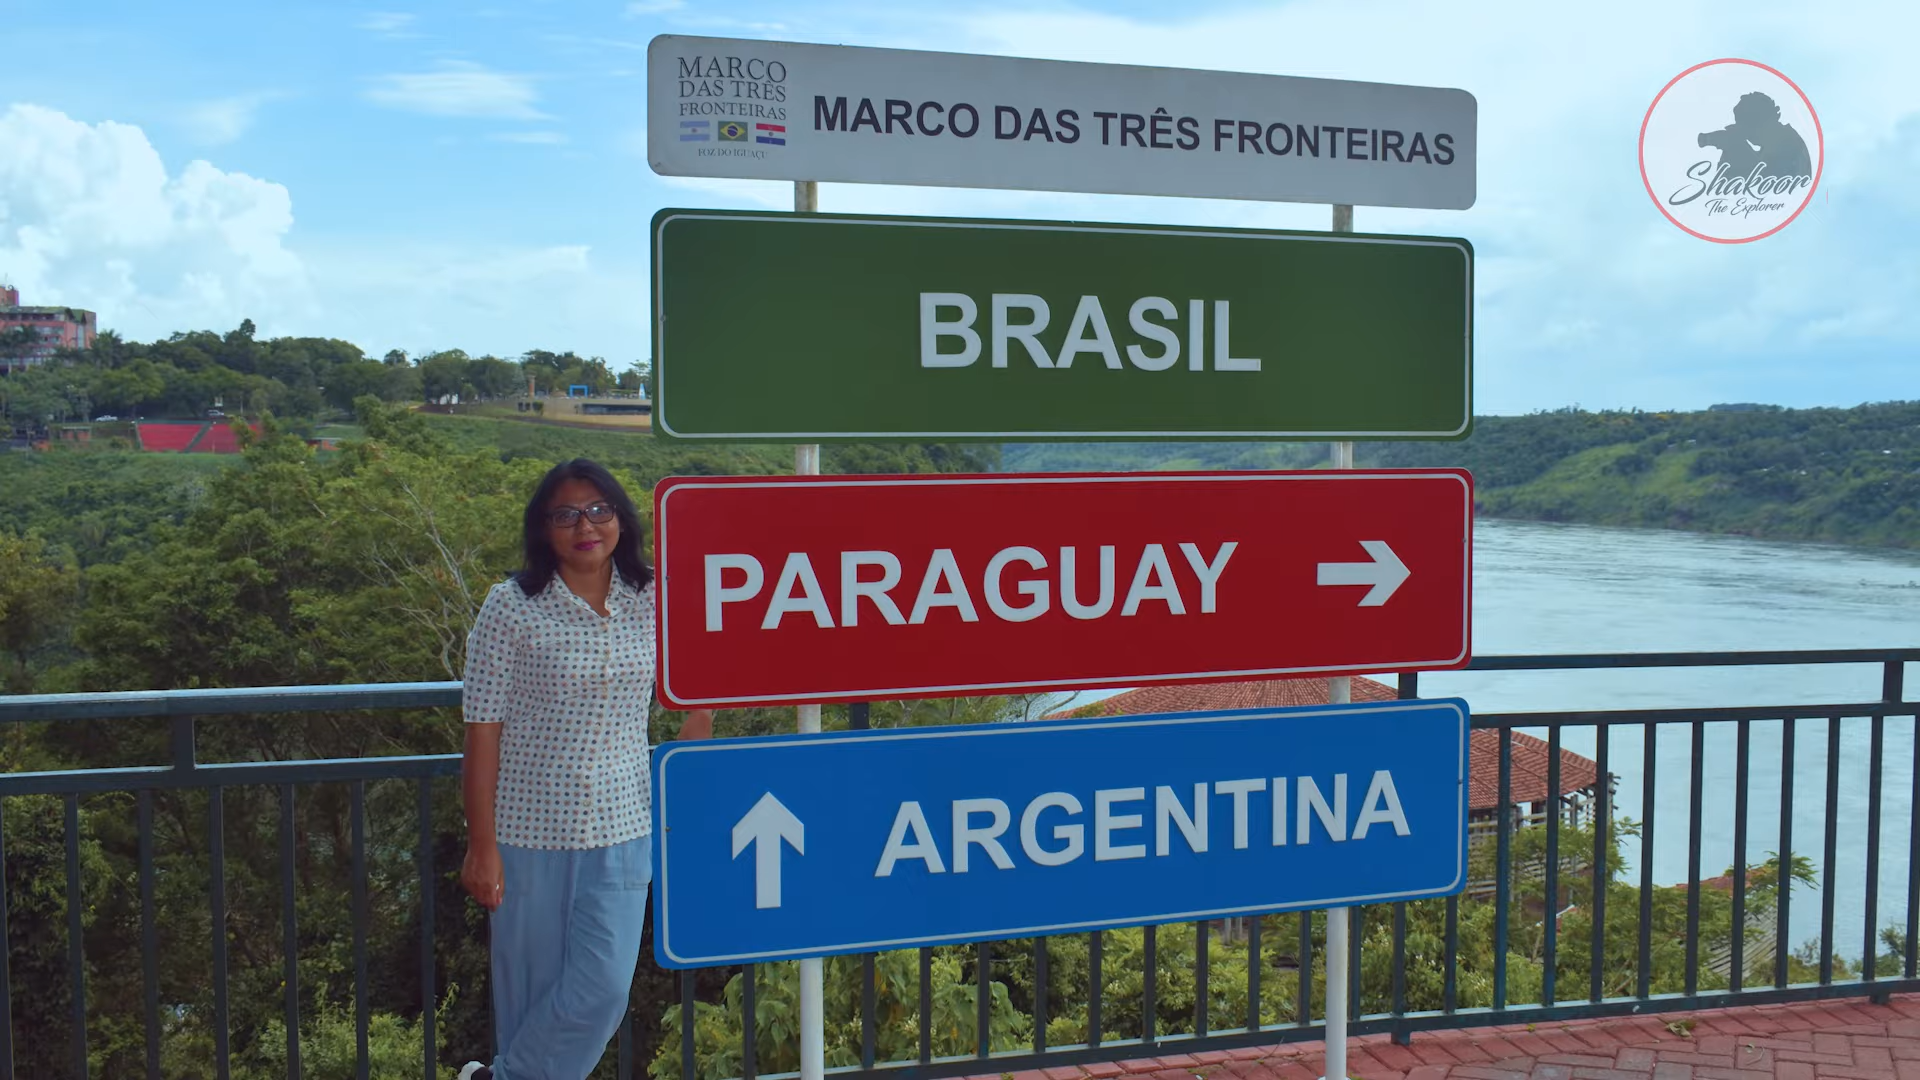 MARCO
DAS TRÊS
FRONTEIRAS
FOZ DO IGUAÇU
MARCO DAS TRÊS FRONTEIRAS
Shakoor
The Explorer
BRASIL
PARAGUAY →
↑ ARGENTINA